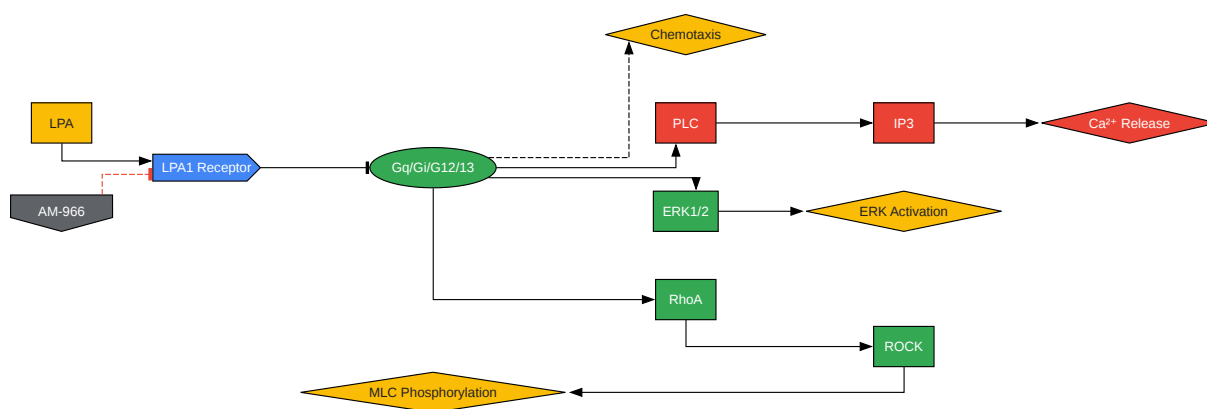 Chemotaxis
LPA
PLC
IP3
Ca²⁺ Release
LPA1 Receptor
Gq/Gi/G12/13
AM-966
ERK1/2
ERK Activation
RhoA
ROCK
MLC Phosphorylation